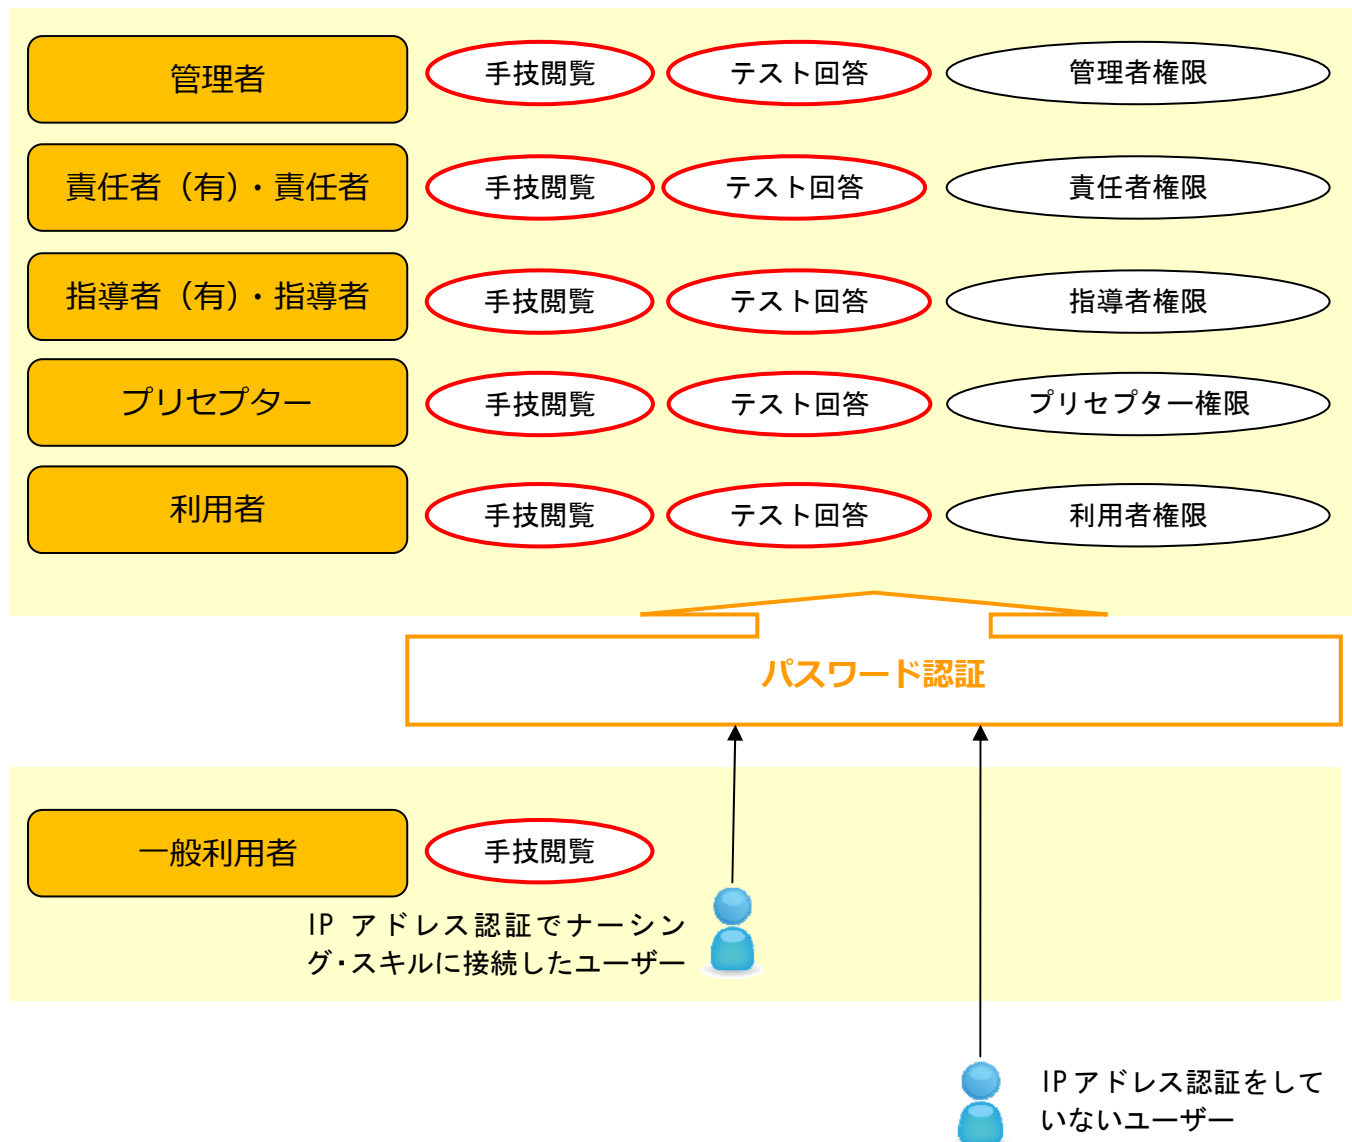 管理者
手技閲覧
テスト回答
管理者権限
責任者（有）・責任者
手技閲覧
テスト回答
責任者権限
指導者（有）・指導者
手技閲覧
テスト回答
指導者権限
プリセプター
手技閲覧
テスト回答
プリセプター権限
利用者
手技閲覧
テスト回答
利用者権限
パスワード認証
一般利用者
手技閲覧
IP アドレス認証でナーシン
グ・スキルに接続したユーザー
IP アドレス認証をして
いないユーザー